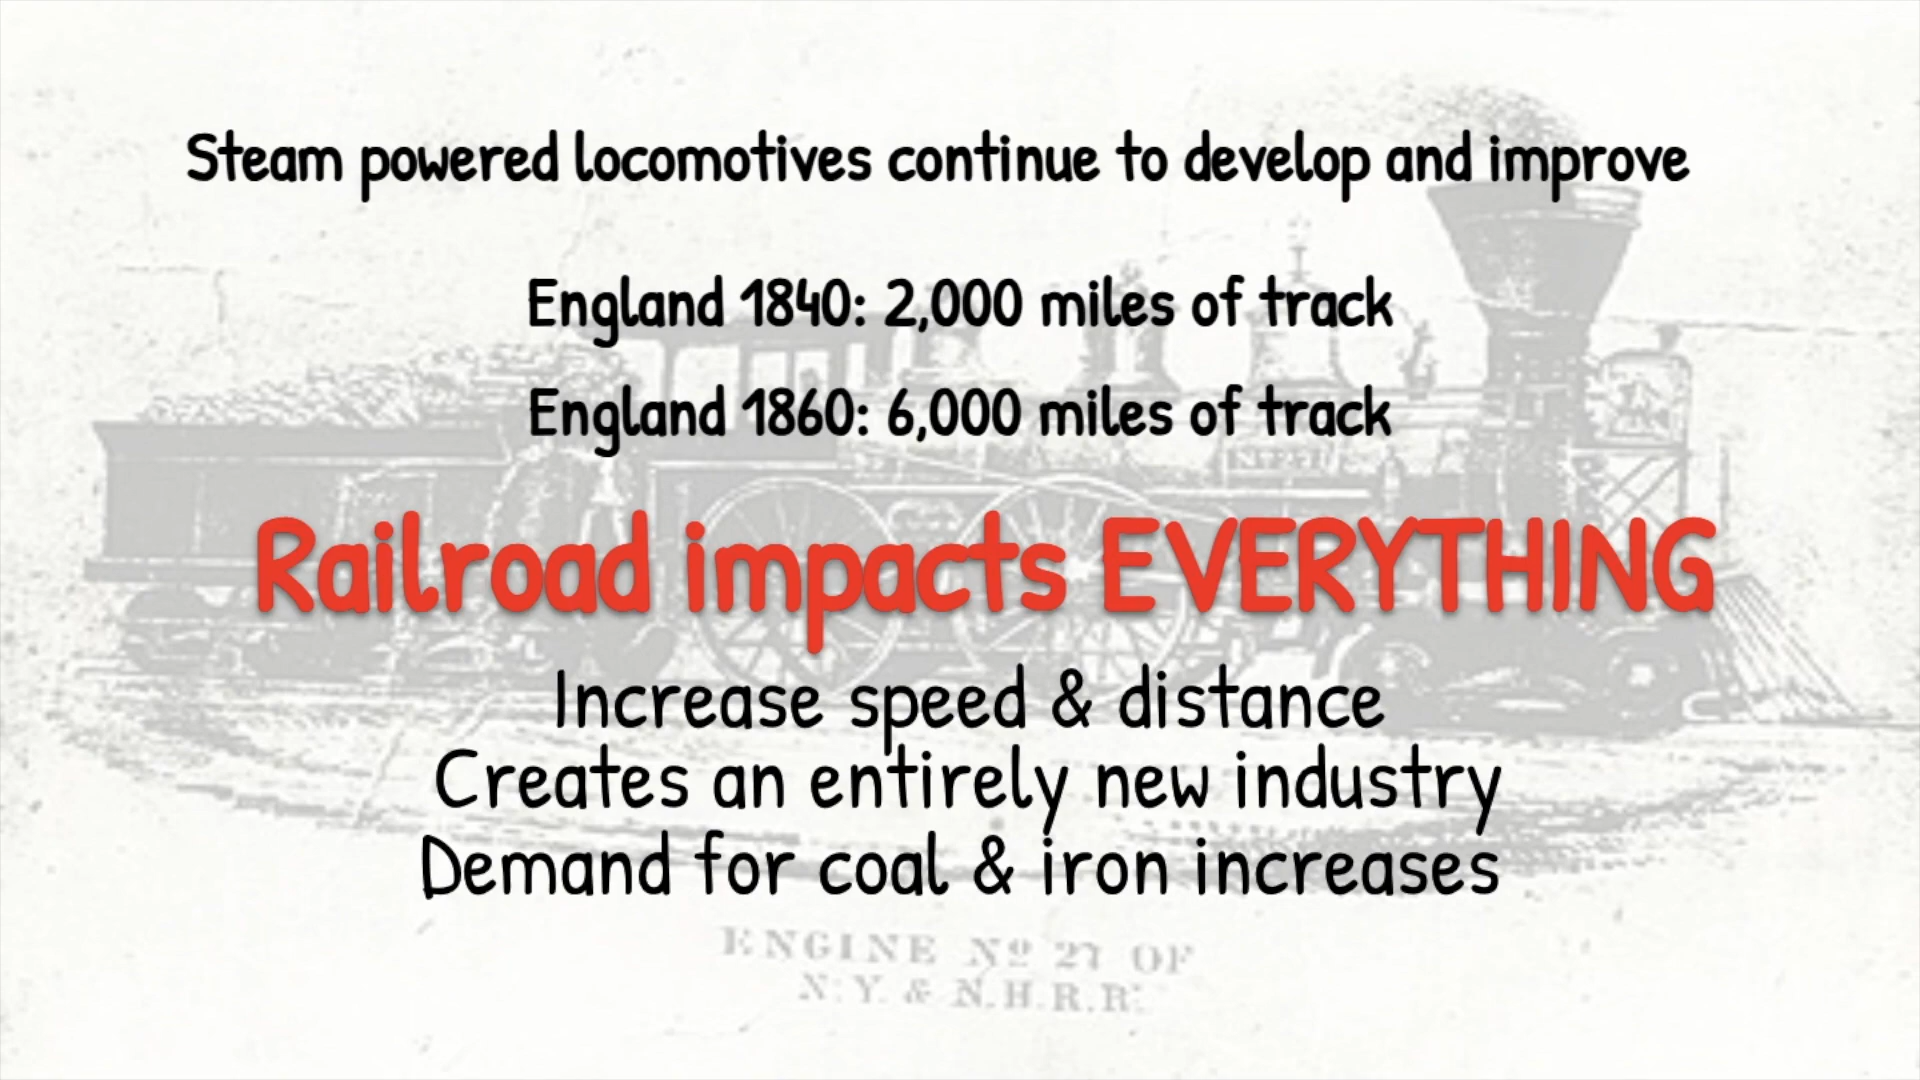 Steam powered locomotives continue to develop and improve
England 1840: 2,000 miles of track
England 1860: 6,000 miles of track
Railroad impacts EVERYTHING
Increase speed & distance
Creates an entirely new industry
Demand for coal & iron increases
ENGINE Nº 27 OF
N.Y. & N.H.R.R.